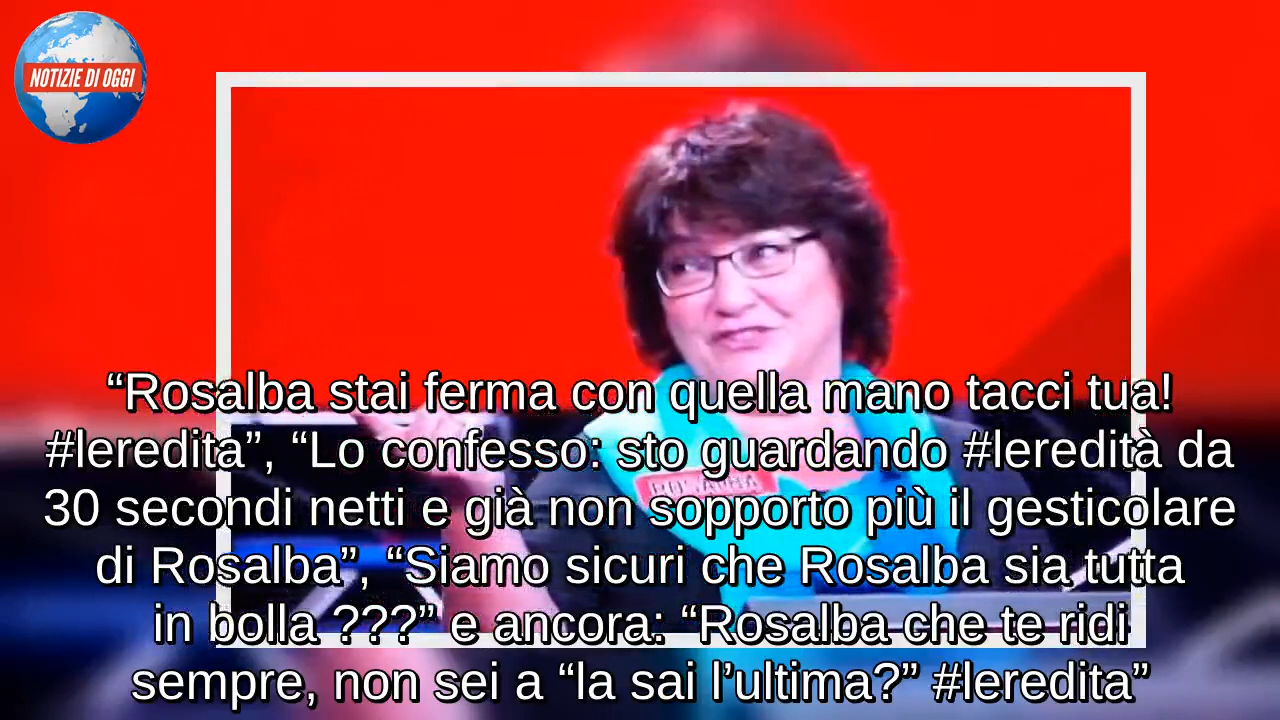 NOTIZIE DI OGGI
“Rosalba stai ferma con quella mano tacci tua!
#leredita”, “Lo confesso: sto guardando #leredità da
30 secondi netti e già non sopporto più il gesticolare
di Rosalba”, “Siamo sicuri che Rosalba sia tutta
in bolla ???” e ancora: “Rosalba che te ridi
sempre, non sei a “la sai l’ultima?” #leredita”